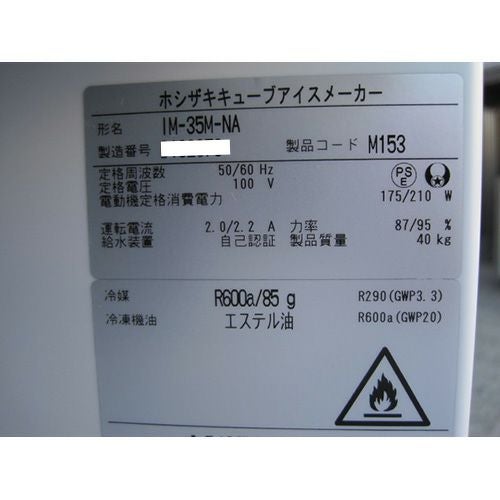 ホシザキキューブアイスメーカー
形名 IM-35M-NA
製造番号 製品コード M153
定格周波数 50/60 Hz
定格電圧 100 V
電動機定格消費電力 175/210 W
PS E
運転電流 2.0/2.2 A 力率 87/95 %
給水装置 自己認証 製品質量 40 kg
冷媒 R600a/85 g R290(GWP3.3)
冷凍機油 エステル油 R600a(GWP20)